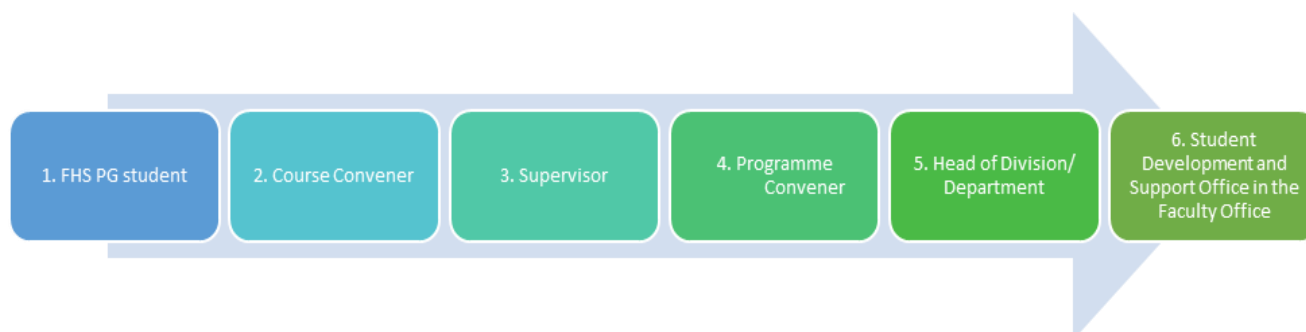 1. FHS PG student
2. Course Convener
3. Supervisor
4. Programme
Convener
5. Head of Division/
Department
6. Student
Development and
Support Office in the
Faculty Office